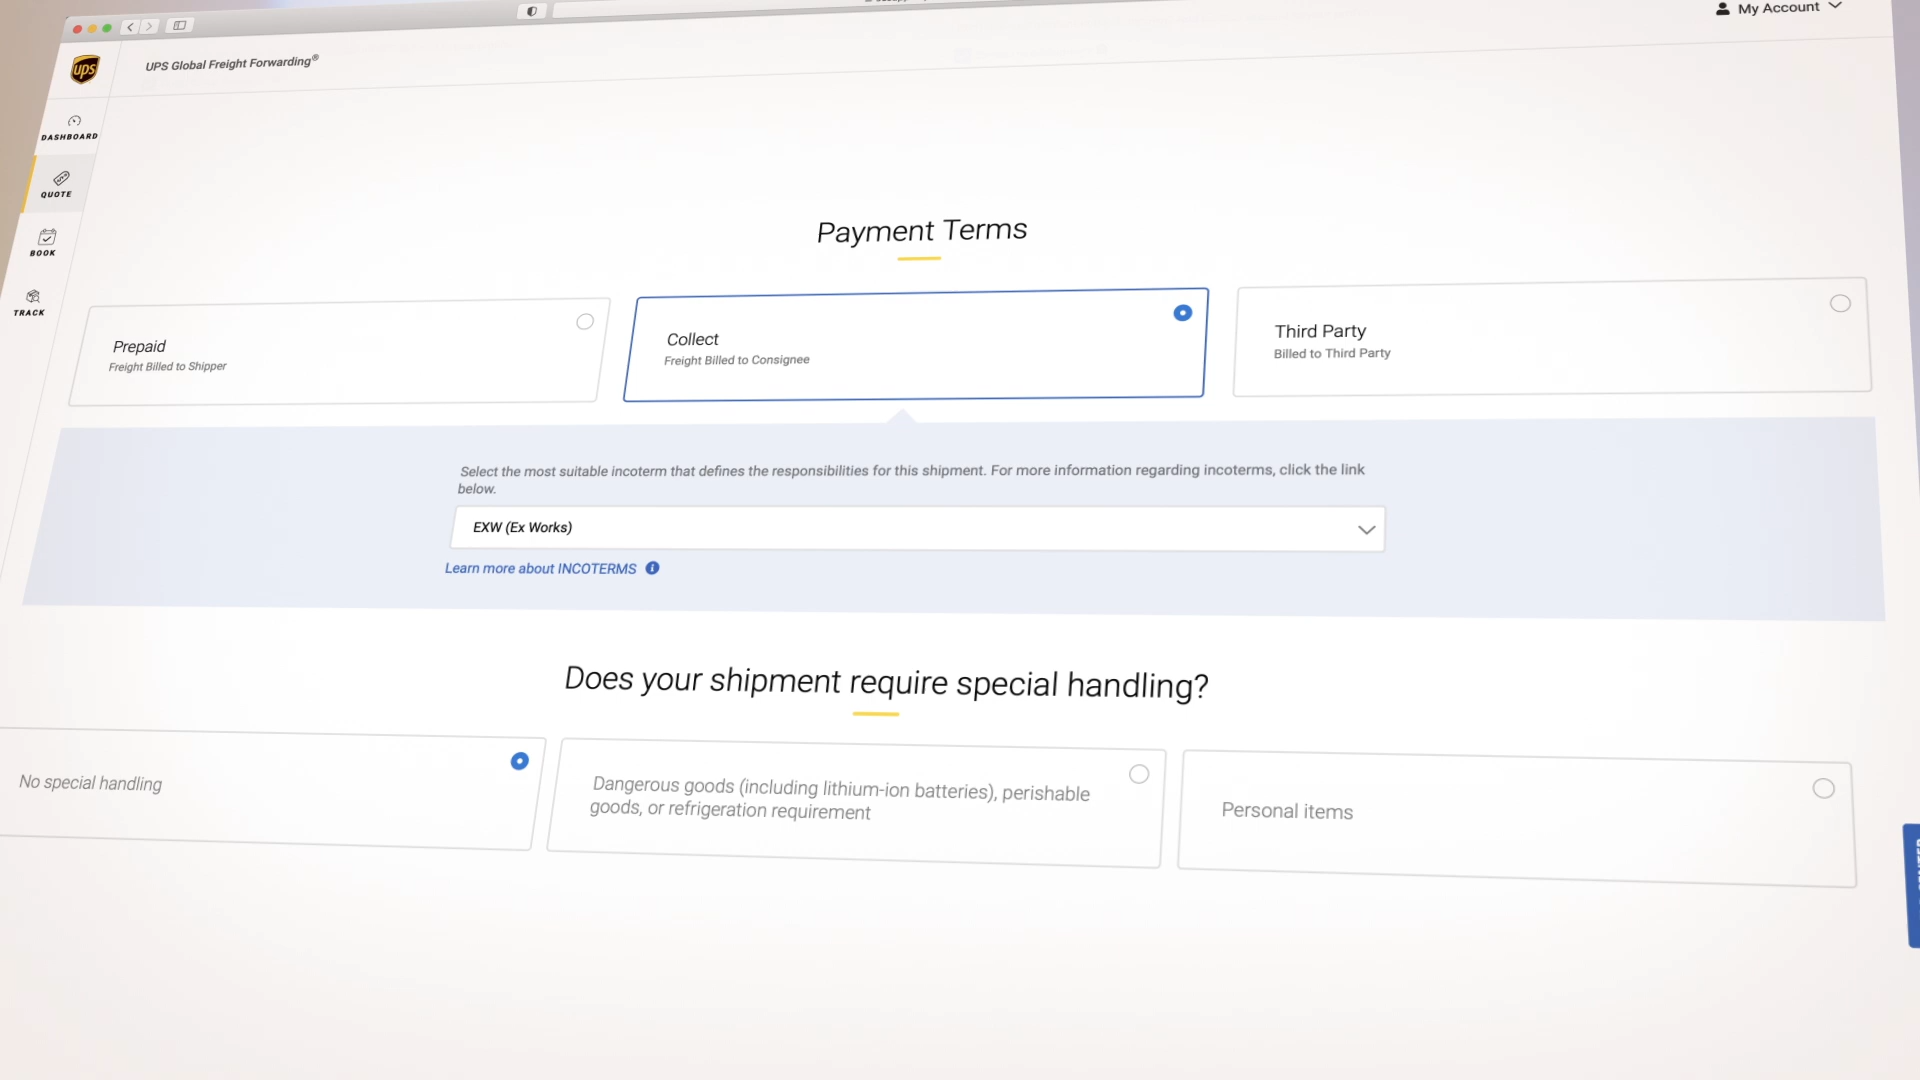 My Account
ups
UPS Global Freight Forwarding®
DASHBOARD
QUOTE
BOOK
TRACK
Payment Terms
Prepaid
Freight Billed to Shipper
Collect
Freight Billed to Consignee
Third Party
Billed to Third Party
Select the most suitable incoterm that defines the responsibilities for this shipment. For more information regarding incoterms, click the link
below.
EXW (Ex Works)
Learn more about INCOTERMS
Does your shipment require special handling?
No special handling
Dangerous goods (including lithium-ion batteries), perishable
goods, or refrigeration requirement
Personal items